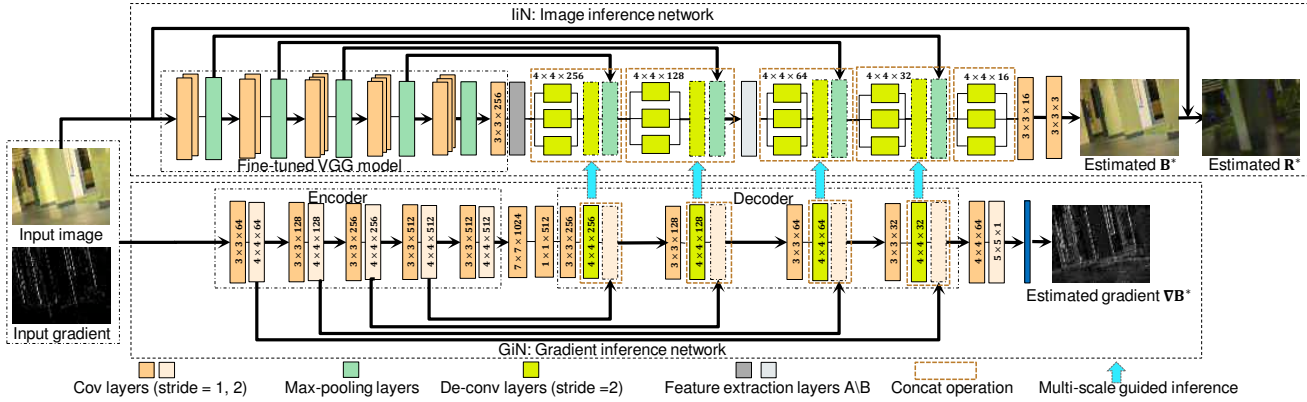 IiN: Image inference network
4 × 4 × 256
4 × 4 × 128
4 × 4 × 64
4 × 4 × 32
4 × 4 × 16
3 × 3 × 256
3 × 3 × 16
3 × 3 × 3
Fine-tuned VGG model
Estimated B*
Estimated R*
Input image
Input gradient
Encoder
Decoder
3 × 3 × 64
4 × 4 × 64
3 × 3 × 128
4 × 4 × 128
3 × 3 × 256
4 × 4 × 256
3 × 3 × 512
4 × 4 × 512
3 × 3 × 512
4 × 4 × 512
7 × 7 × 1024
1 × 1 × 512
3 × 3 × 256
4 × 4 × 256
3 × 3 × 128
4 × 4 × 128
3 × 3 × 64
4 × 4 × 64
3 × 3 × 32
4 × 4 × 32
4 × 4 × 64
5 × 5 × 1
Estimated gradient ∇B*
GiN: Gradient inference network
Cov layers (stride = 1, 2)
Max-pooling layers
De-conv layers (stride =2)
Feature extraction layers A\B
Concat operation
Multi-scale guided inference